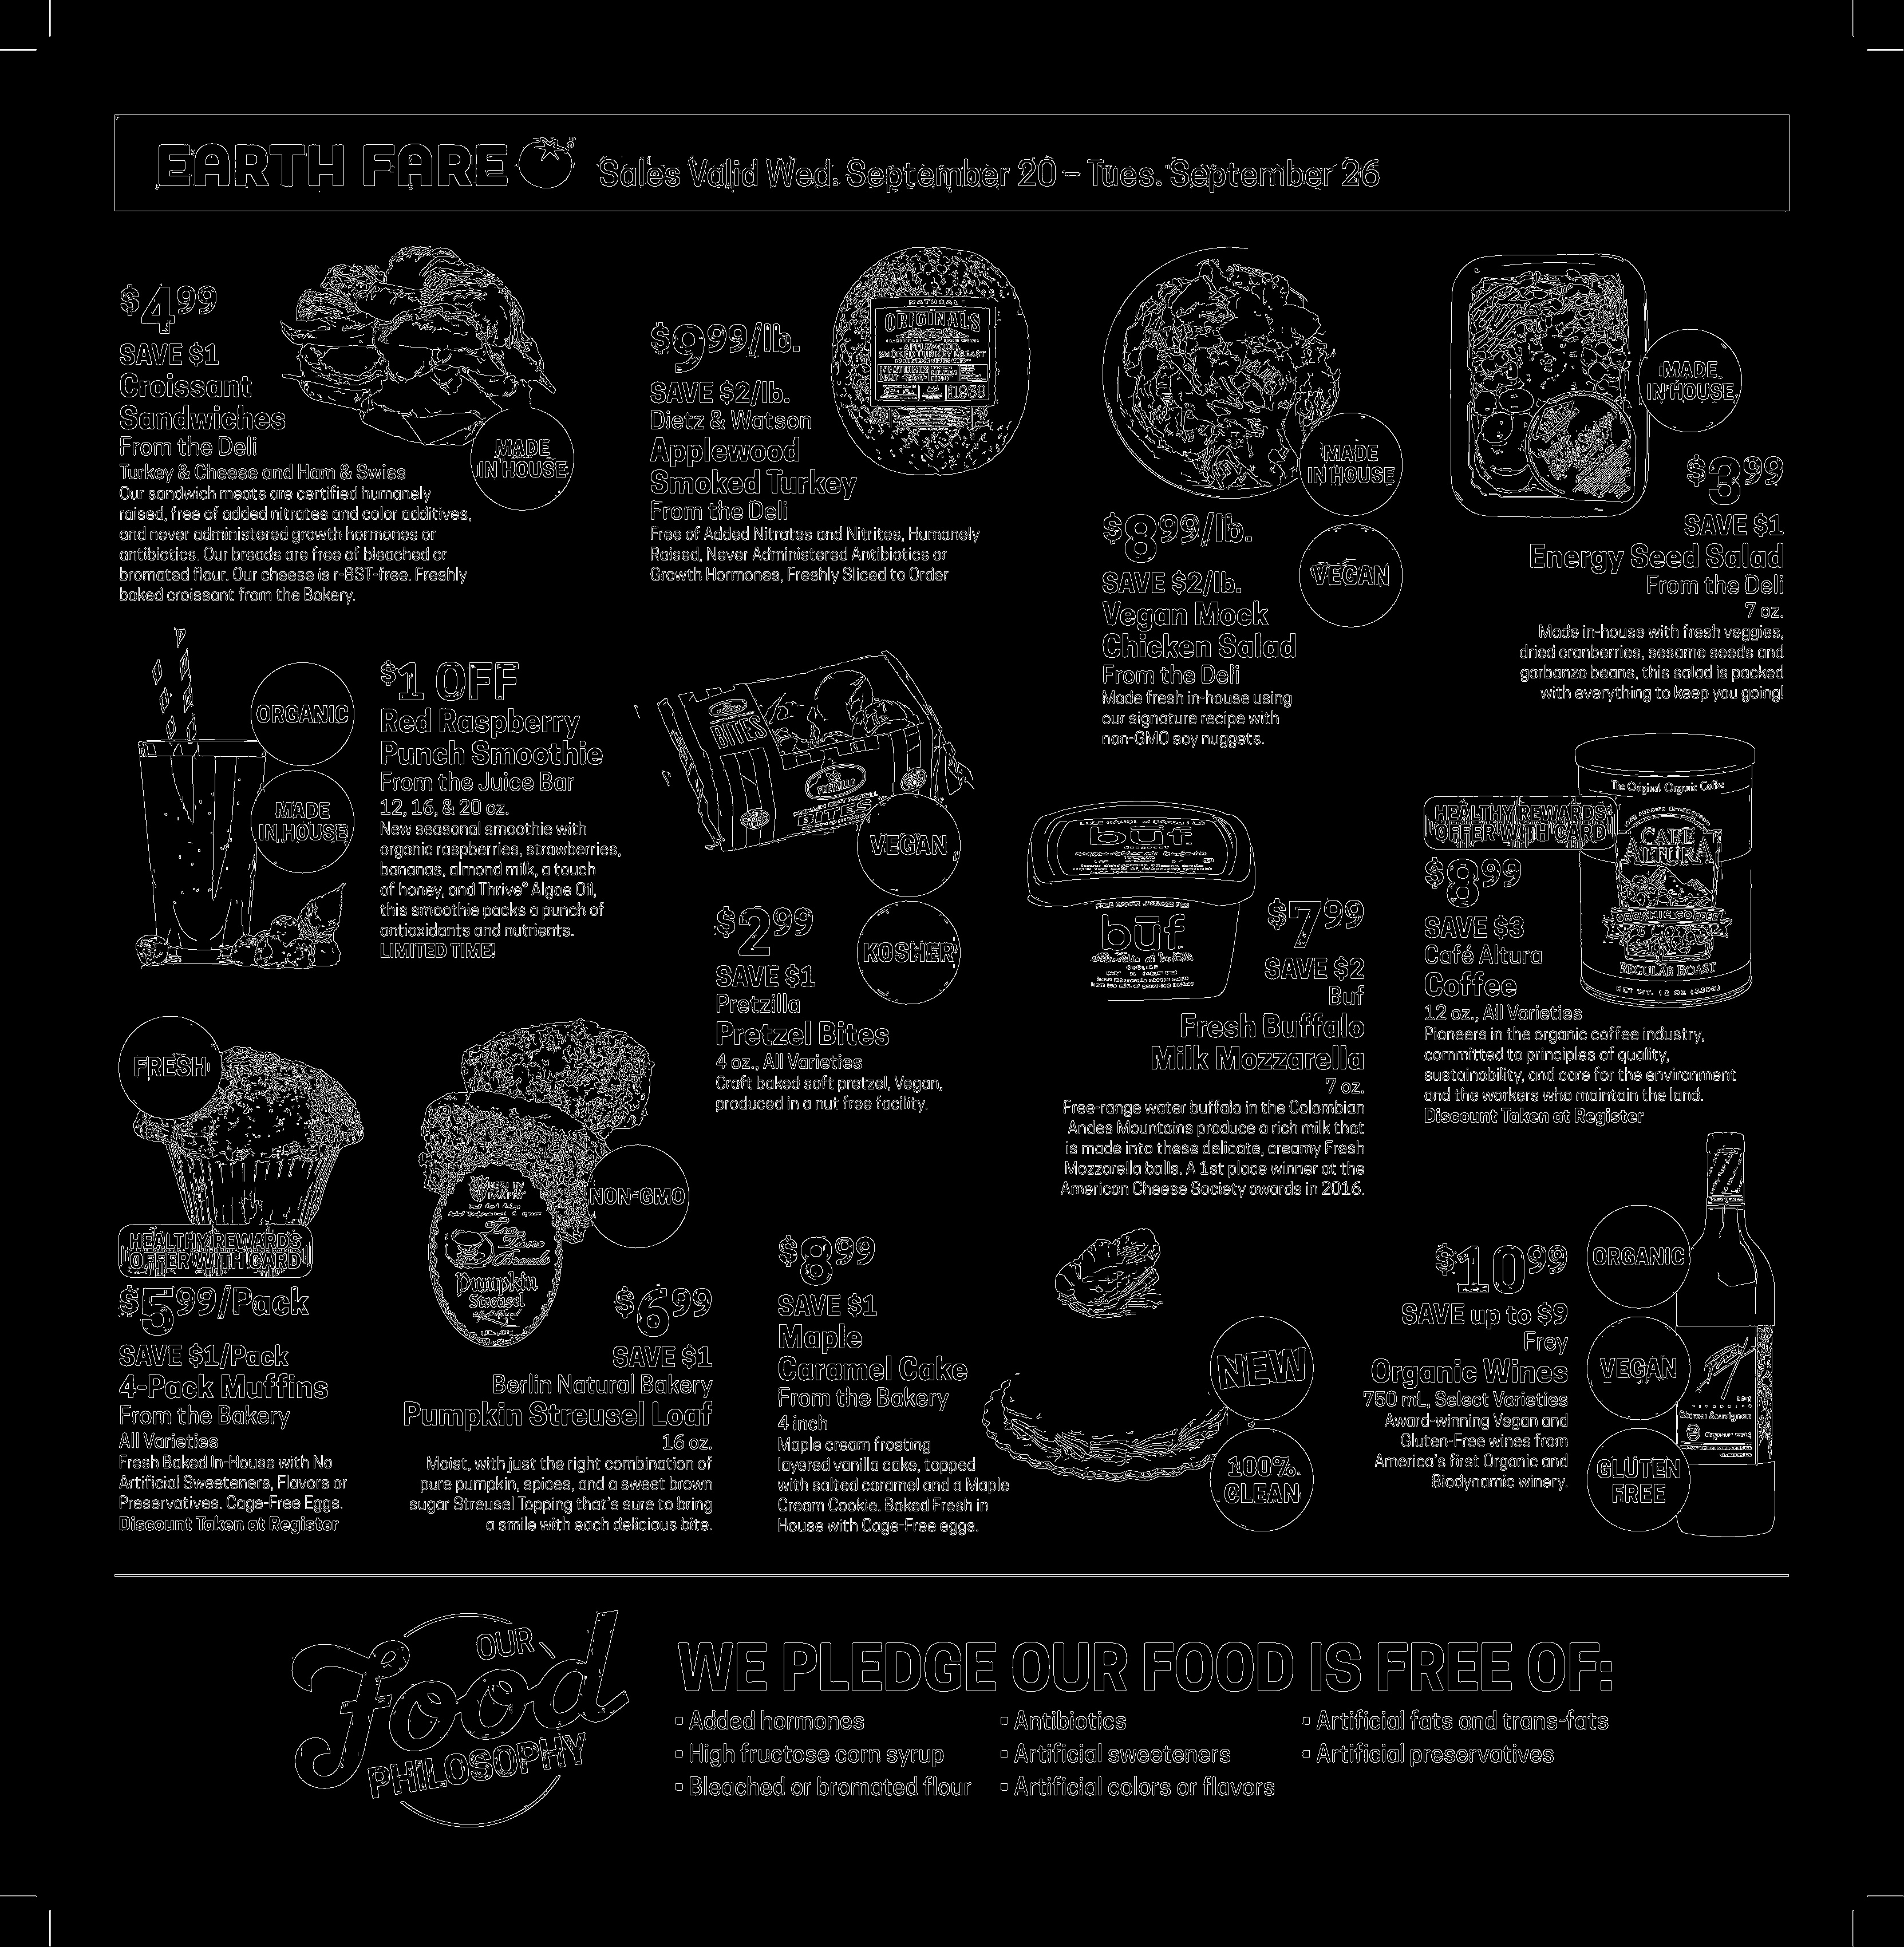 EARTH FARE Sales Valid Wed. September 20 – Tues. September 26
$4.99
SAVE $1
Croissant
Sandwiches
From the Deli
Turkey & Cheese and Ham & Swiss
Our sandwich meats are certified humanely
raised, free of added nitrates and color additives,
and never administered growth hormones or
antibiotics. Our breads are free of bleached or
bromated flour. Our cheese is r-BST-free. Freshly
baked croissant from the Bakery.
MADE
IN HOUSE
$9.99/lb.
SAVE $2/lb.
Dietz & Watson
Applewood
Smoked Turkey
From the Deli
Free of Added Nitrates and Nitrites, Humanely
Raised, Never Administered Antibiotics or
Growth Hormones, Freshly Sliced to Order
NATURAL
ORIGINALS
APPLEWOOD
SMOKED TURKEY BREAST
1939
MADE
IN HOUSE
VEGAN
$8.99/lb.
SAVE $2/lb.
Vegan Mock
Chicken Salad
From the Deli
Made fresh in-house using
our signature recipe with
non-GMO soy nuggets.
MADE
IN HOUSE
$3.99
SAVE $1
Energy Seed Salad
From the Deli
7 oz.
Made in-house with fresh veggies,
dried cranberries, sesame seeds and
garbanzo beans, this salad is packed
with everything to keep you going!
ORGANIC
MADE
IN HOUSE
$1 OFF
Red Raspberry
Punch Smoothie
From the Juice Bar
12, 16, & 20 oz.
New seasonal smoothie with
organic raspberries, strawberries,
bananas, almond milk, a touch
of honey, and Thrive® Algae Oil,
this smoothie packs a punch of
antioxidants and nutrients.
LIMITED TIME!
BITES
PRETZILLA
BITES
VEGAN
KOSHER
$2.99
SAVE $1
Pretzilla
Pretzel Bites
4 oz., All Varieties
Craft baked soft pretzel, Vegan,
produced in a nut free facility.
būf
būf
$7.99
SAVE $2
Buf
Fresh Buffalo
Milk Mozzarella
7 oz.
Free-range water buffalo in the Colombian
Andes Mountains produce a rich milk that
is made into these delicate, creamy Fresh
Mozzarella balls. A 1st place winner at the
American Cheese Society awards in 2016.
HEALTHY REWARDS
OFFER WITH CARD
The Original Organic Coffee
CAFE
ALTURA
ORGANIC COFFEE
REGULAR ROAST
$8.99
SAVE $3
Café Altura
Coffee
12 oz., All Varieties
Pioneers in the organic coffee industry,
committed to principles of quality,
sustainability, and care for the environment
and the workers who maintain the land.
Discount Taken at Register
FRESH
HEALTHY REWARDS
OFFER WITH CARD
$5.99/Pack
SAVE $1/Pack
4-Pack Muffins
From the Bakery
All Varieties
Fresh Baked In-House with No
Artificial Sweeteners, Flavors or
Preservatives. Cage-Free Eggs.
Discount Taken at Register
NON-GMO
Pumpkin
Streusel
$6.99
SAVE $1
Berlin Natural Bakery
Pumpkin Streusel Loaf
16 oz.
Moist, with just the right combination of
pure pumpkin, spices, and a sweet brown
sugar Streusel Topping that's sure to bring
a smile with each delicious bite.
$8.99
SAVE $1
Maple
Caramel Cake
From the Bakery
4 inch
Maple cream frosting
layered vanilla cake, topped
with salted caramel and a Maple
Cream Cookie. Baked Fresh in
House with Cage-Free eggs.
NEW
100%
CLEAN
$10.99
SAVE up to $9
Frey
Organic Wines
750 mL, Select Varieties
Award-winning Vegan and
Gluten-Free wines from
America's first Organic and
Biodynamic winery.
ORGANIC
VEGAN
GLUTEN
FREE
OUR
Food
PHILOSOPHY
WE PLEDGE OUR FOOD IS FREE OF:
• Added hormones
• High fructose corn syrup
• Bleached or bromated flour
• Antibiotics
• Artificial sweeteners
• Artificial colors or flavors
• Artificial fats and trans-fats
• Artificial preservatives